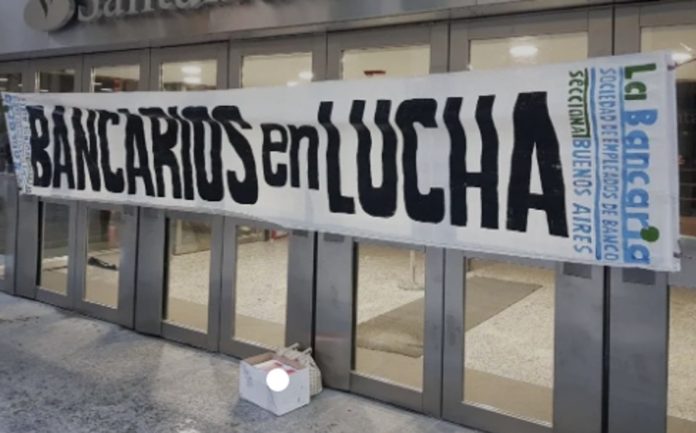 BANCARIOS en LUCHA
La Bancaria
SOCIEDAD DE EMPLEADOS DE BANCO
SECCIONAL BUENOS AIRES